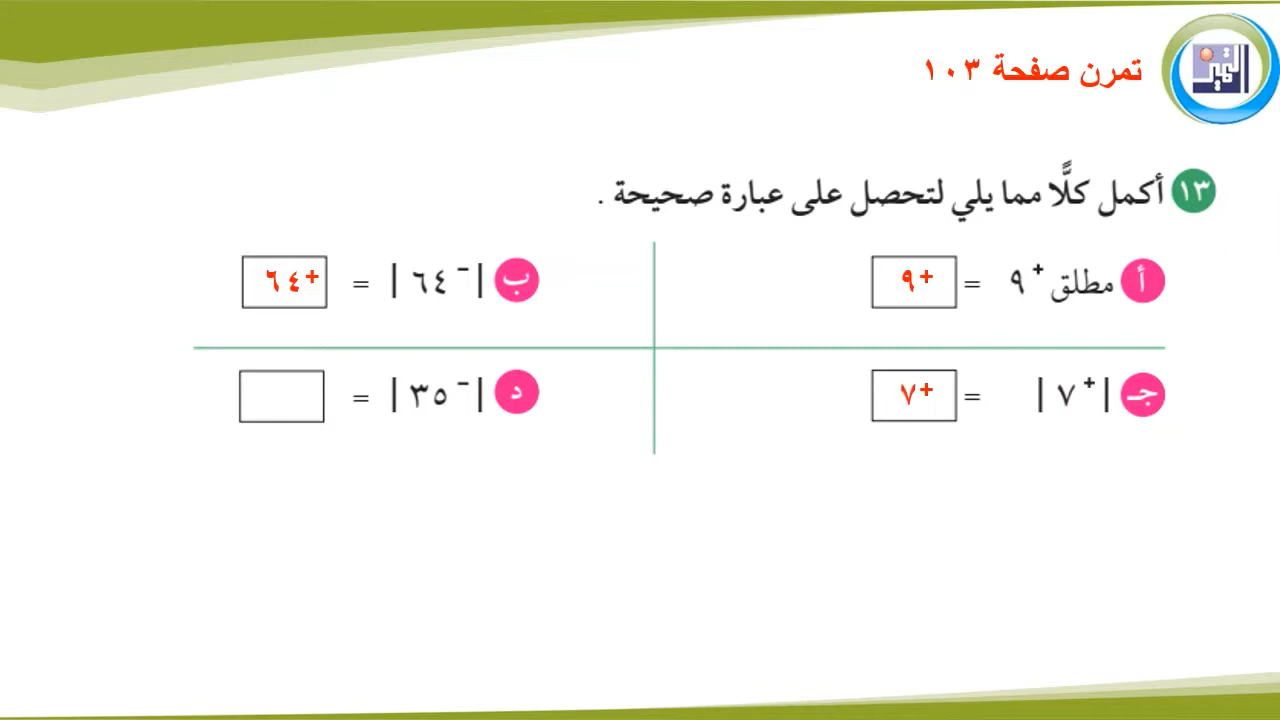 التميز
تمرن صفحة ١٠٣
١٣ أكمل كلًّا مما يلي لتحصل على عبارة صحيحة .
أ مطلق ⁺٩ = ⁺٩
ب | ⁻٦٤ | = ⁺٦٤
جـ | ⁺٧ | = ⁺٧
د | ⁻٣٥ | =